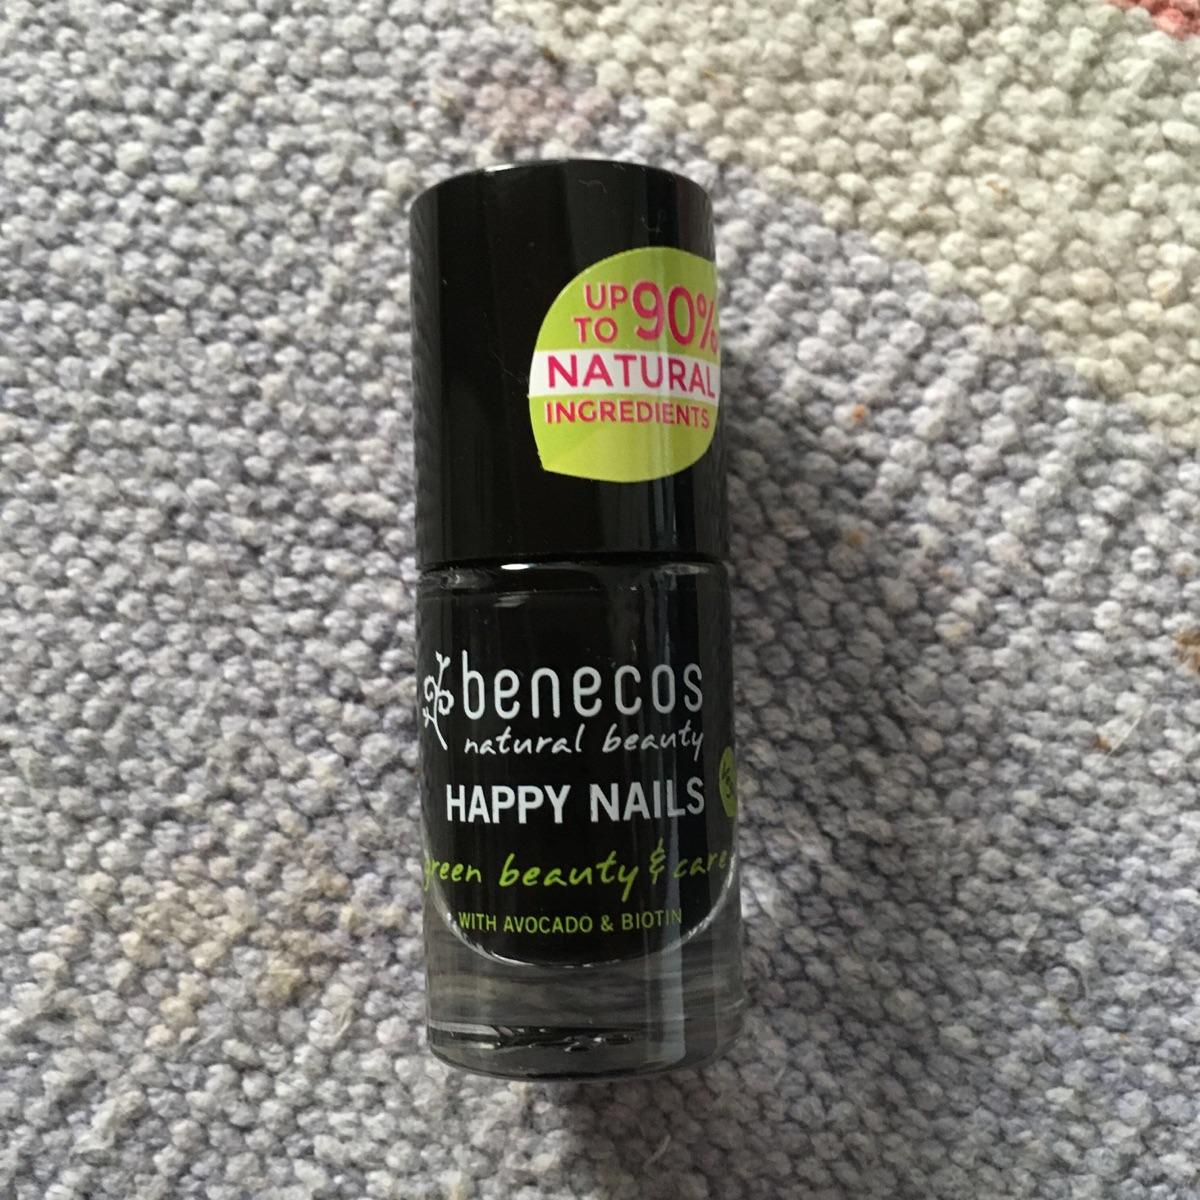 UP TO 90%
NATURAL
INGREDIENTS
benecos
natural beauty
HAPPY NAILS
green beauty & care
WITH AVOCADO & BIOTIN